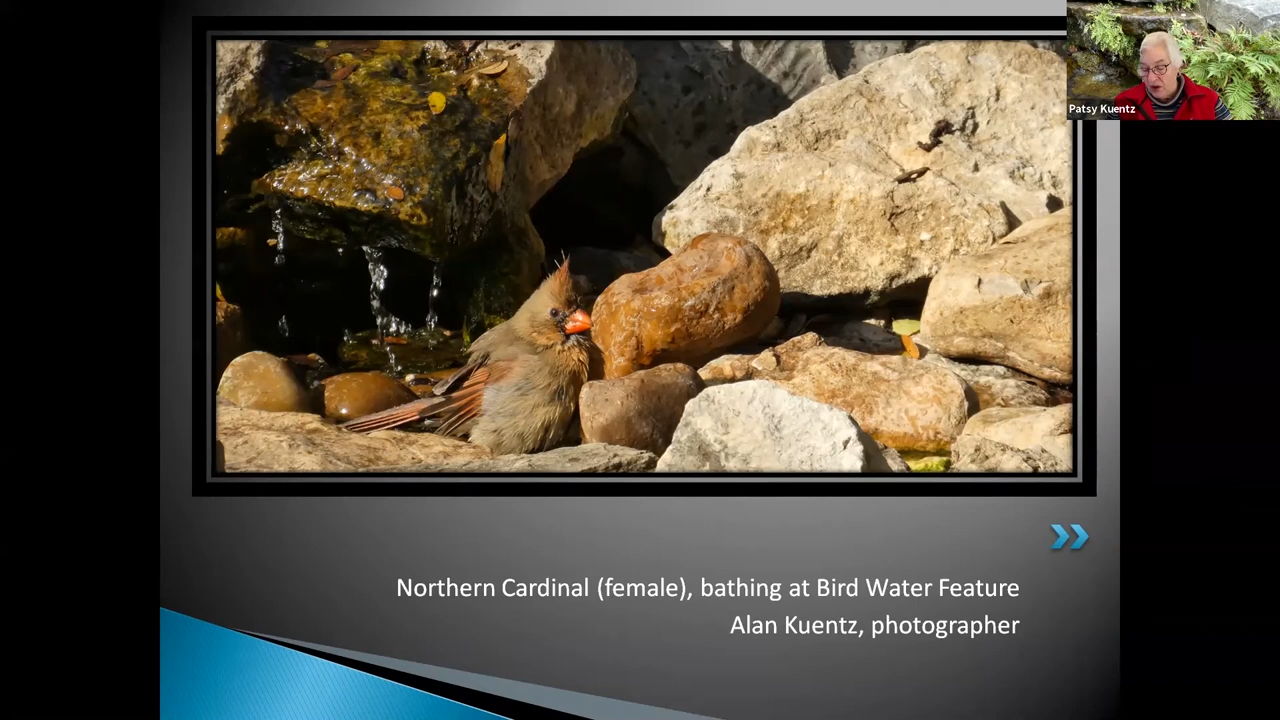 Patsy Kuentz
Northern Cardinal (female), bathing at Bird Water Feature
Alan Kuentz, photographer